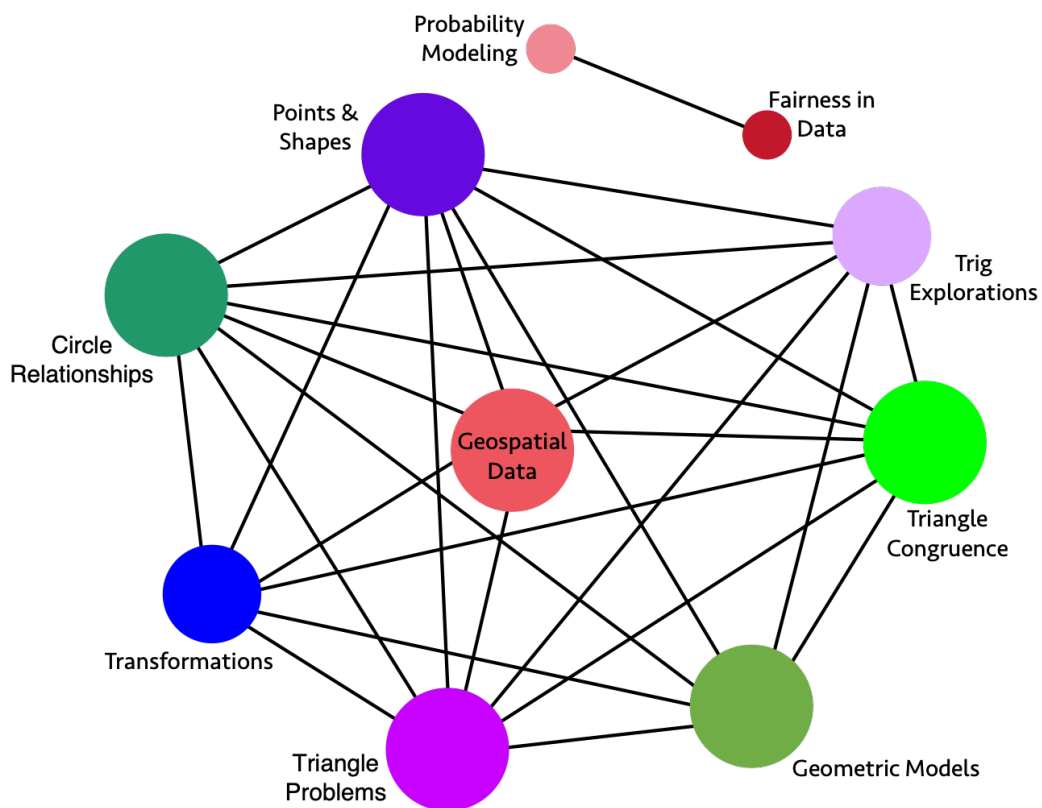 Probability
Modeling
Fairness in
Data
Points &
Shapes
Trig
Explorations
Circle
Relationships
Geospatial
Data
Triangle
Congruence
Transformations
Triangle
Problems
Geometric Models